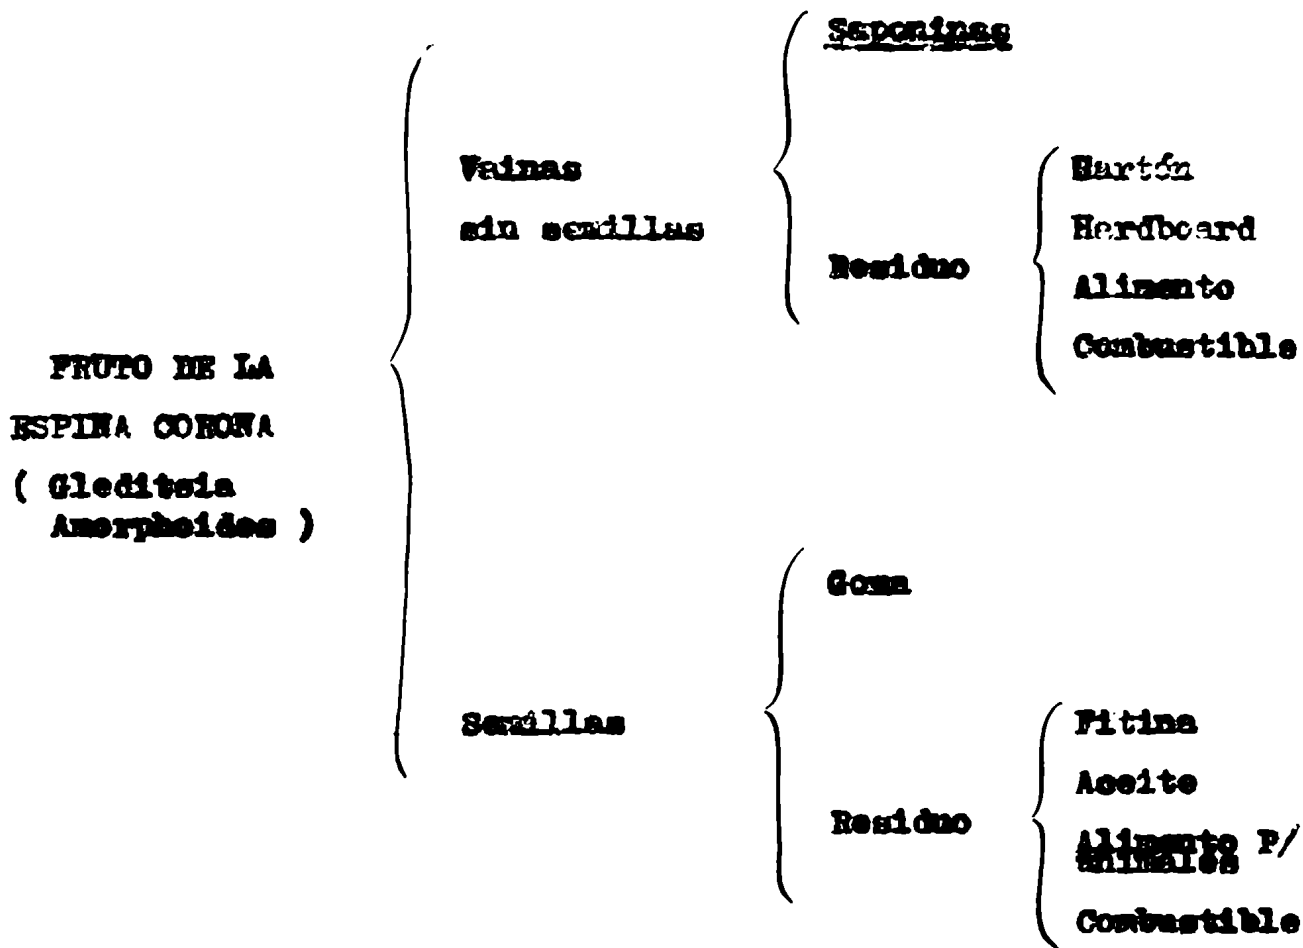 FRUTO DE LA
ESPINA CORONA
( Gleditsia
Amorphoides )
Vainas
sin semillas
Saponinas
Residuo
Hardboard
Alimento
Combustible
Semillas
Goma
Residuo
Fitina
Aceite
Alimento P/
animales
Combustible